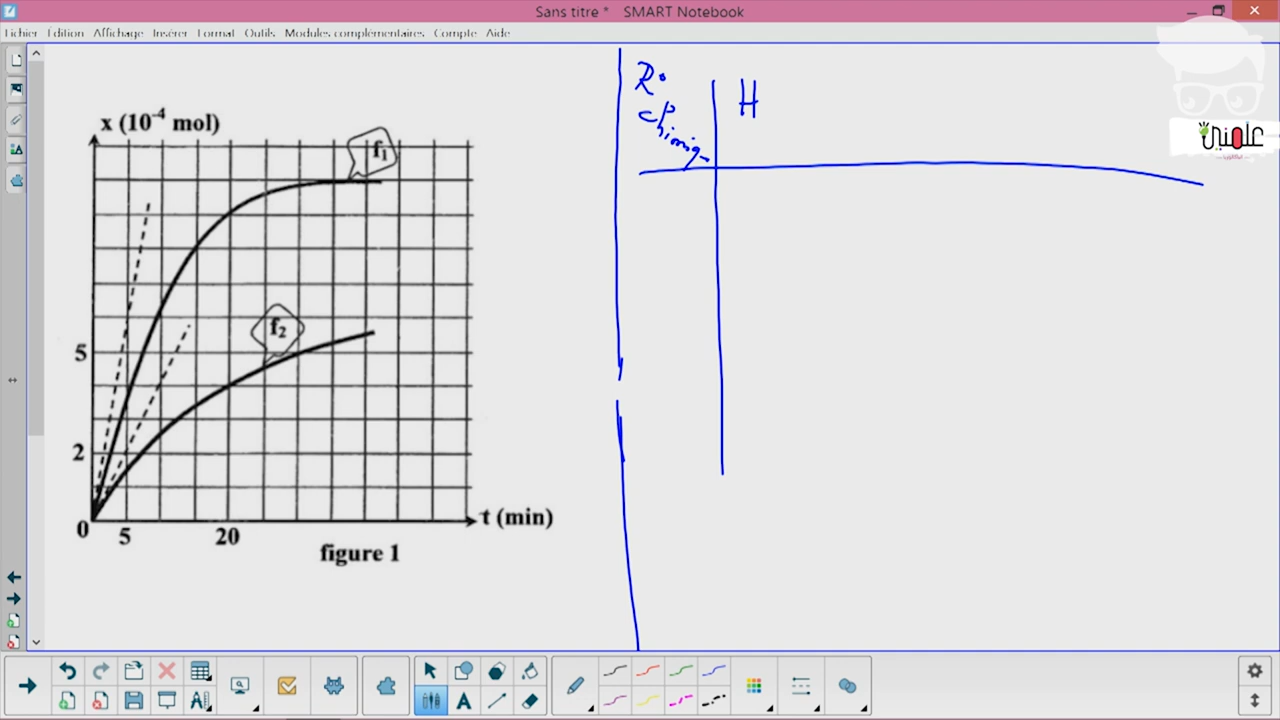 Sans titre * SMART Notebook
Fichier Édition Affichage Insérer Format Outils Modules complémentaires Compte Aide
x (10⁻⁴ mol)
f₁
f₂
5
2
0
5
20
t (min)
figure 1
R°
chimiq
H
علمني